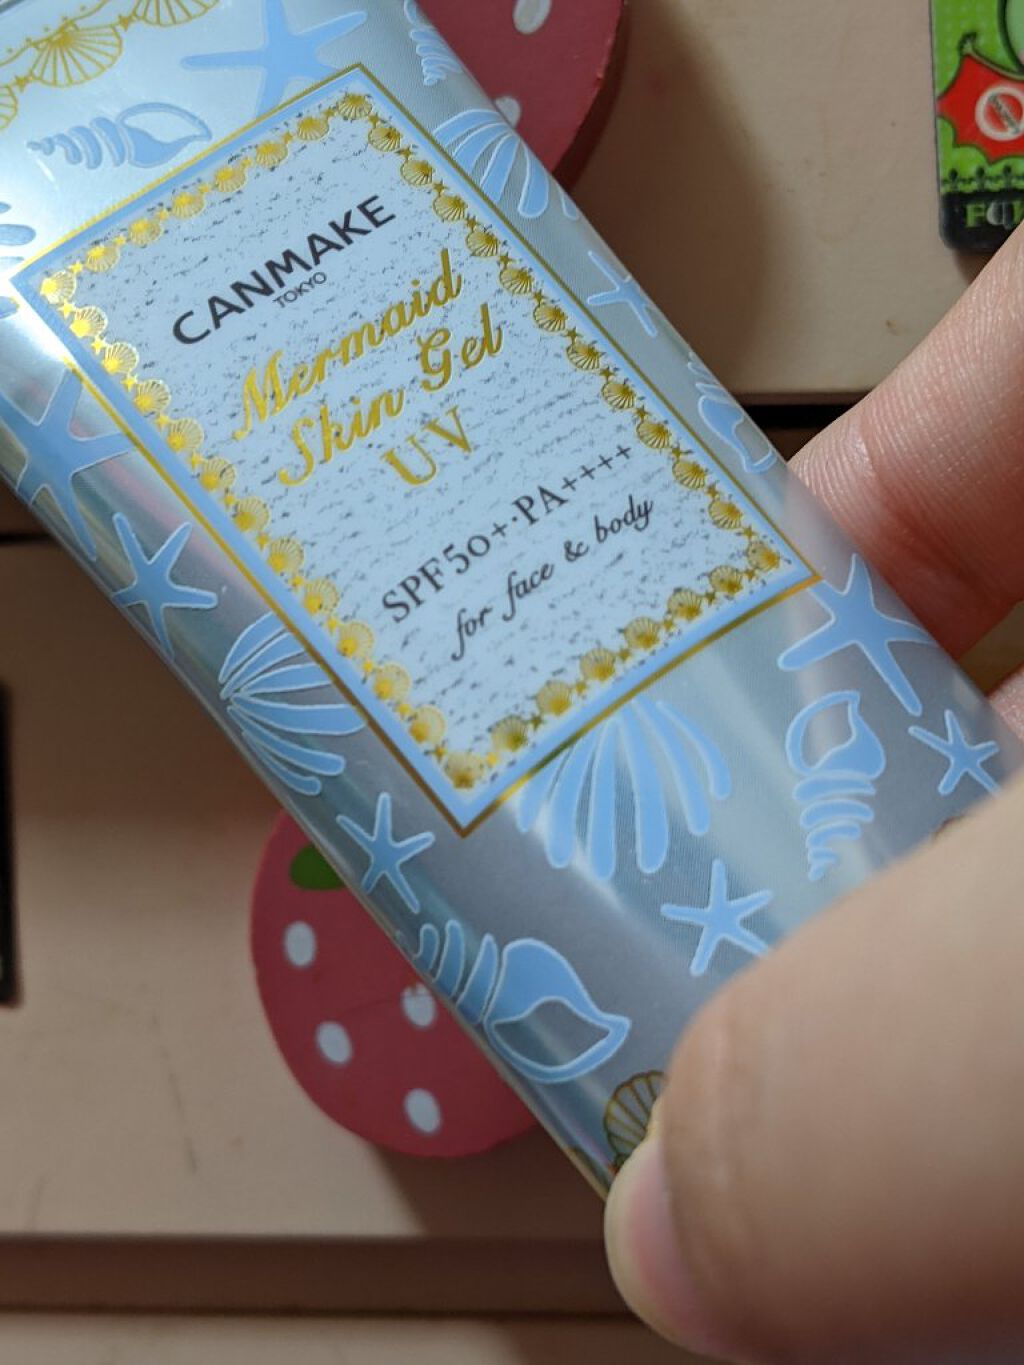 CANMAKE
TOKYO
Mermaid
Skin Gel
UV
SPF50+·PA++++
for face & body